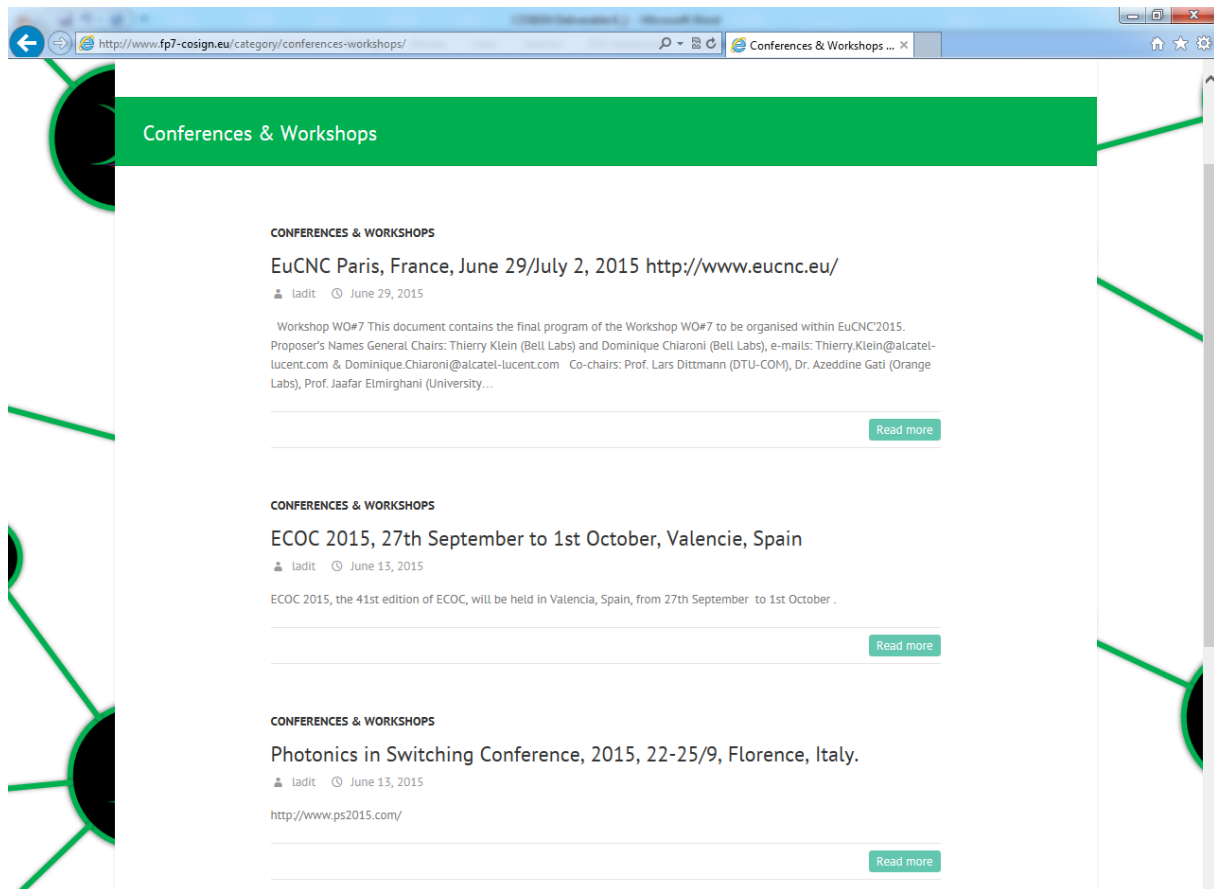 http://www.fp7-cosign.eu/category/conferences-workshops/
Conferences & Workshops ...
Conferences & Workshops
CONFERENCES & WORKSHOPS
EuCNC Paris, France, June 29/July 2, 2015 http://www.eucnc.eu/
ladit June 29, 2015
Workshop WO#7 This document contains the final program of the Workshop WO#7 to be organised within EuCNC'2015.
Proposer's Names General Chairs: Thierry Klein (Bell Labs) and Dominique Chiaroni (Bell Labs), e-mails: Thierry.Klein@alcatel-
lucent.com & Dominique.Chiaroni@alcatel-lucent.com Co-chairs: Prof. Lars Dittmann (DTU-COM), Dr. Azeddine Gati (Orange
Labs), Prof. Jaafar Elmirghani (University...
Read more
CONFERENCES & WORKSHOPS
ECOC 2015, 27th September to 1st October, Valencie, Spain
ladit June 13, 2015
ECOC 2015, the 41st edition of ECOC, will be held in Valencia, Spain, from 27th September to 1st October .
Read more
CONFERENCES & WORKSHOPS
Photonics in Switching Conference, 2015, 22-25/9, Florence, Italy.
ladit June 13, 2015
http://www.ps2015.com/
Read more